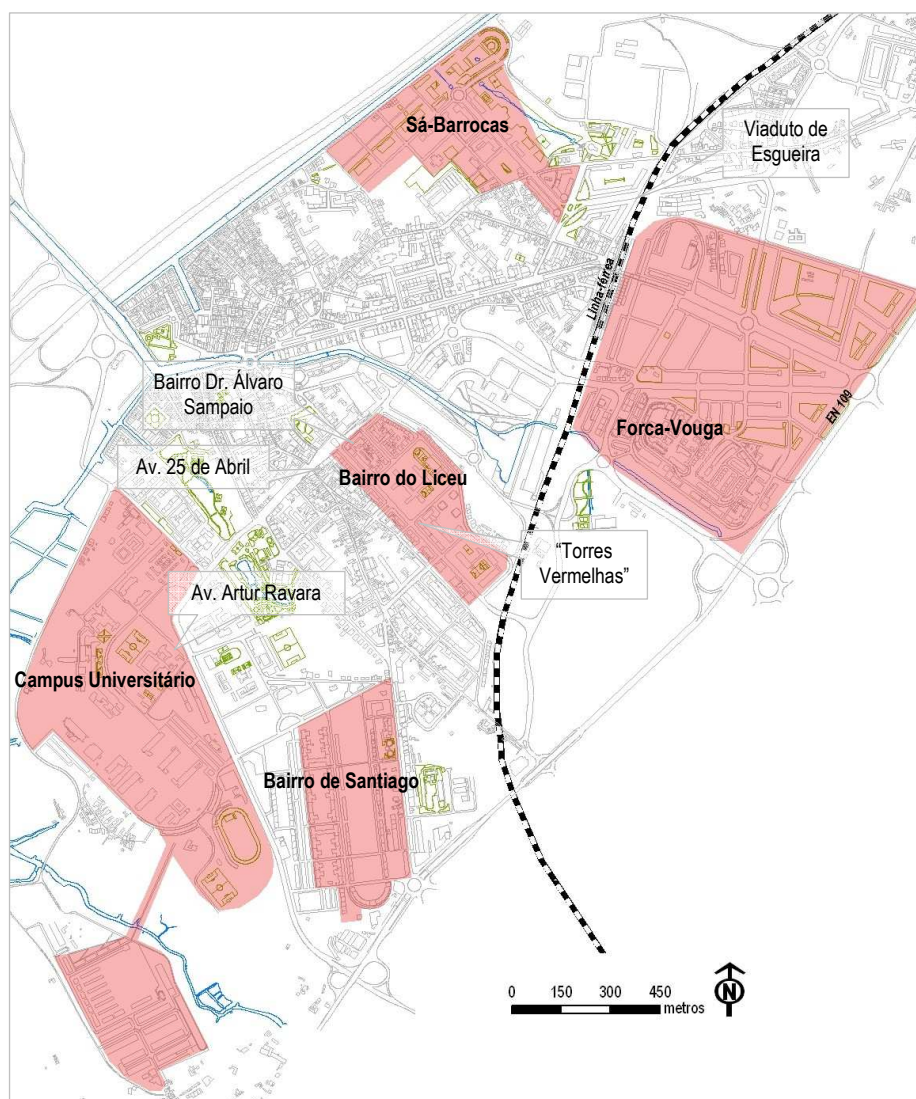 Sá-Barrocas
Viaduto de
Esgueira
Linha-férrea
Bairro Dr. Álvaro
Sampaio
Forca-Vouga
EN 109
Av. 25 de Abril
Bairro do Liceu
"Torres
Vermelhas"
Av. Artur Ravara
Campus Universitário
Bairro de Santiago
0 150 300 450
metros
N